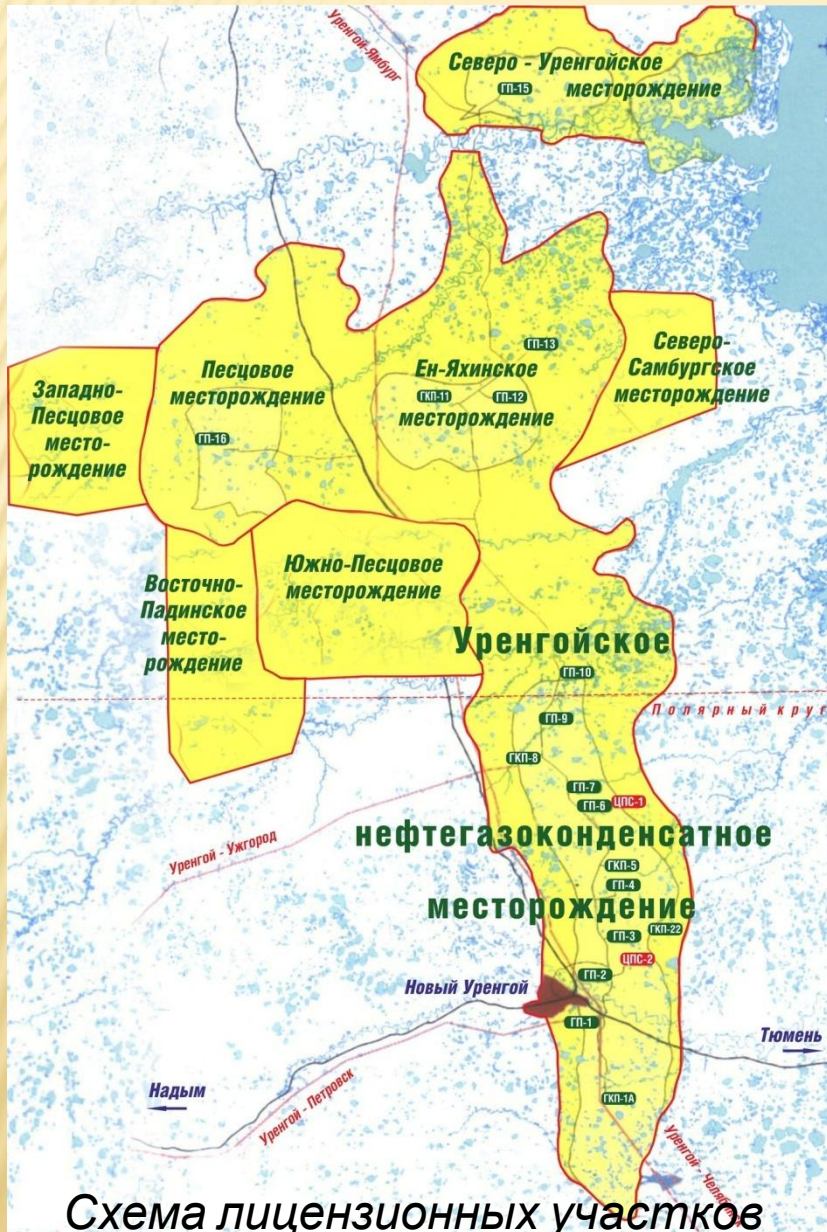 Уренгой-Ямбург
Северо - Уренгойское
ГП-15
месторождение
Песцовое
месторождение
ГП-16
Ен-Яхинское
ГП-13
ГКП-11
ГП-12
месторождение
Северо-
Самбургское
месторождение
Западно-
Песцовое
место-
рождение
Южно-Песцовое
месторождение
Восточно-
Падинское
место-
рождение
Уренгойское
ГП-10
Полярный круг
ГП-9
ГКП-8
ГП-7
ГП-6
ЦПС-1
Уренгой - Ужгород
нефтегазоконденсатное
ГКП-5
ГП-4
месторождение
ГКП-22
ГП-3
ЦПС-2
ГП-2
Новый Уренгой
ГП-1
Тюмень
Надым
Уренгой - Петровск
ГКП-1А
Уренгой -
Схема лицензионных участков